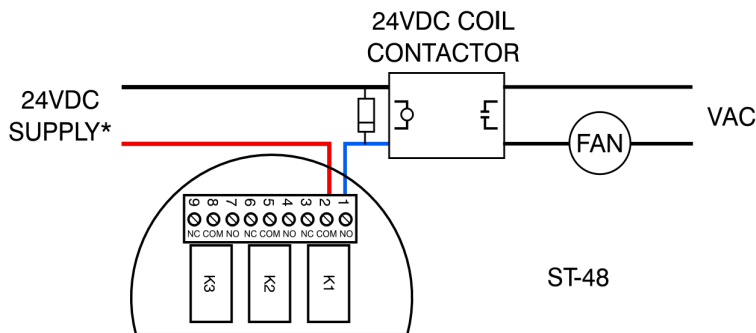 24VDC COIL
CONTACTOR
24VDC
SUPPLY*
VAC
FAN
9 8 7 6 5 4 3 2 1
NC COM NO NC COM NO NC COM NO
K3 K2 K1
ST-48